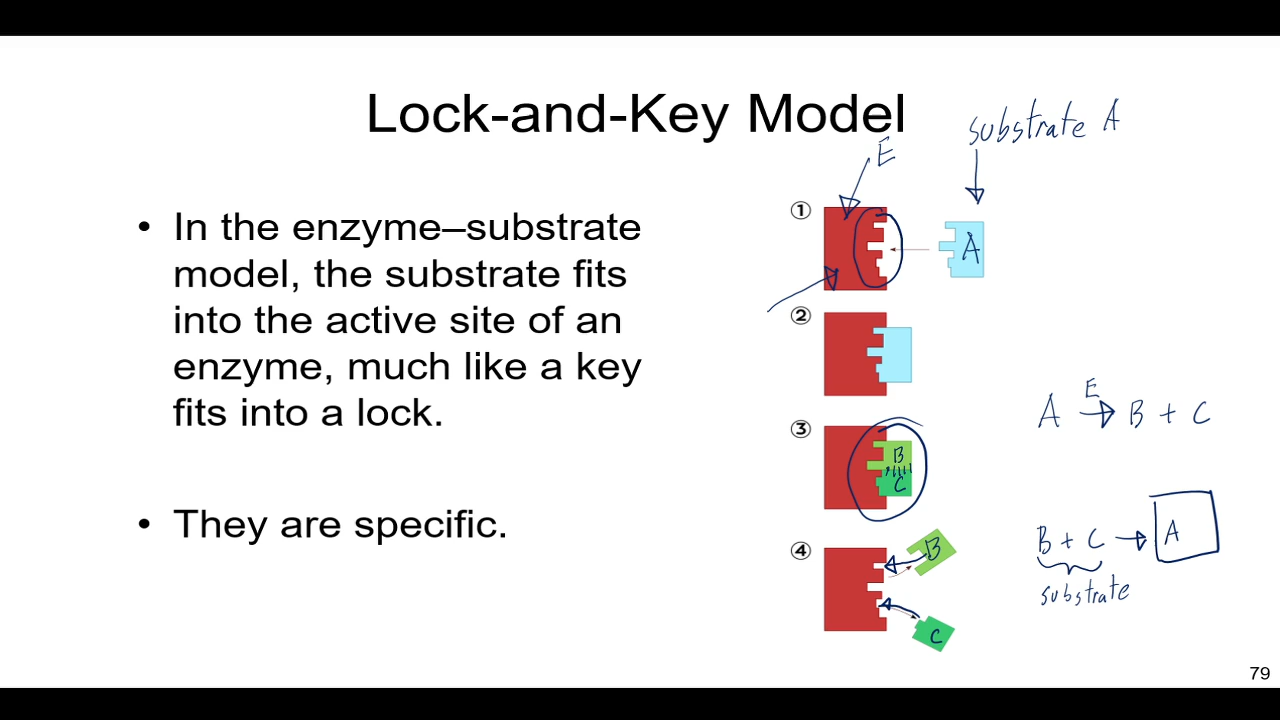 Lock-and-Key Model
• In the enzyme–substrate
model, the substrate fits
into the active site of an
enzyme, much like a key
fits into a lock.
• They are specific.
E
substrate A
①
A
②
③
B
C
④
B
C
A E→ B + C
B + C → A
substrate
79